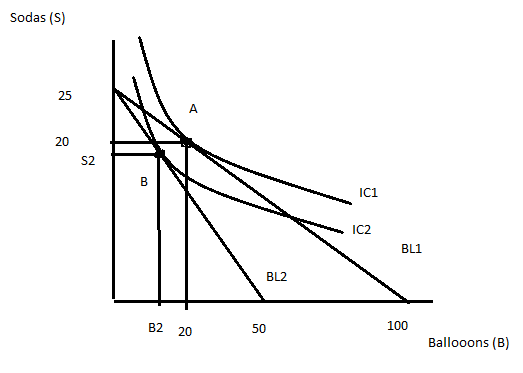 Sodas (S)
25
A
20
S2
B
IC1
IC2
BL1
BL2
B2
20
50
100
Ballooons (B)